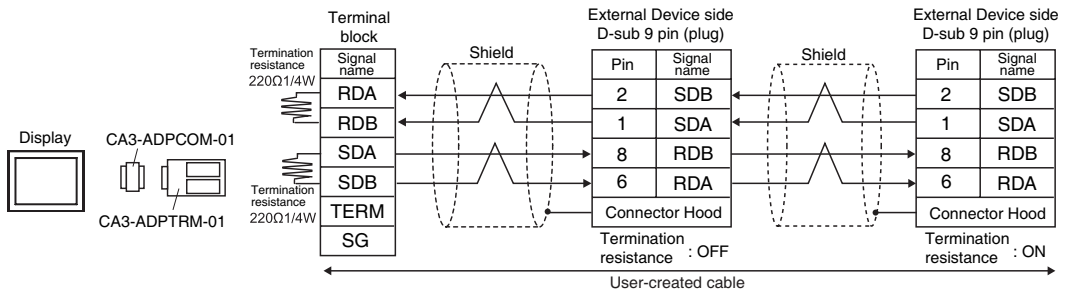 Display
CA3-ADPCOM-01
CA3-ADPTRM-01
Termination
resistance
220Ω1/4W
Termination
resistance
220Ω1/4W
Terminal
block
Signal
name
RDA
RDB
SDA
SDB
TERM
SG
Shield
External Device side
D-sub 9 pin (plug)
Pin Signal
name
2 SDB
1 SDA
8 RDB
6 RDA
Connector Hood
Termination
resistance : OFF
Shield
External Device side
D-sub 9 pin (plug)
Pin Signal
name
2 SDB
1 SDA
8 RDB
6 RDA
Connector Hood
Termination
resistance : ON
User-created cable